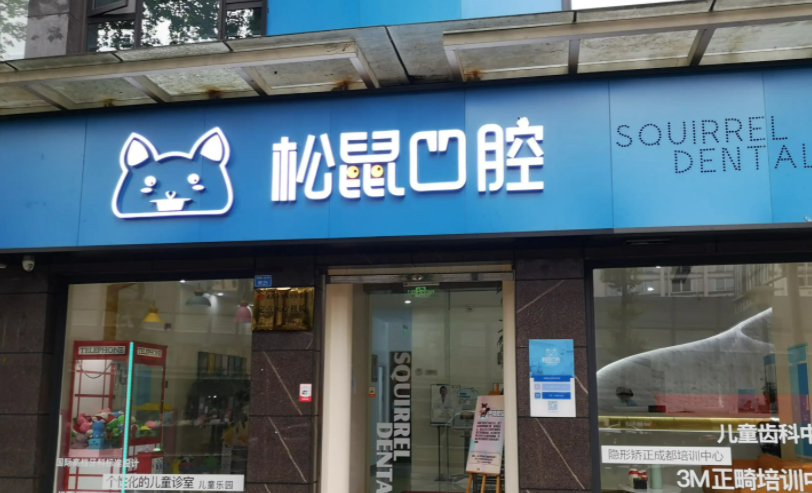 松鼠口腔
SQUIRREL
DENTAL
TELEPHONE
SQUIRREL
DENTA
个性化的儿童诊室 儿童乐园
儿童齿科中
隐形矫正成都培训中心
3M正畸培训中